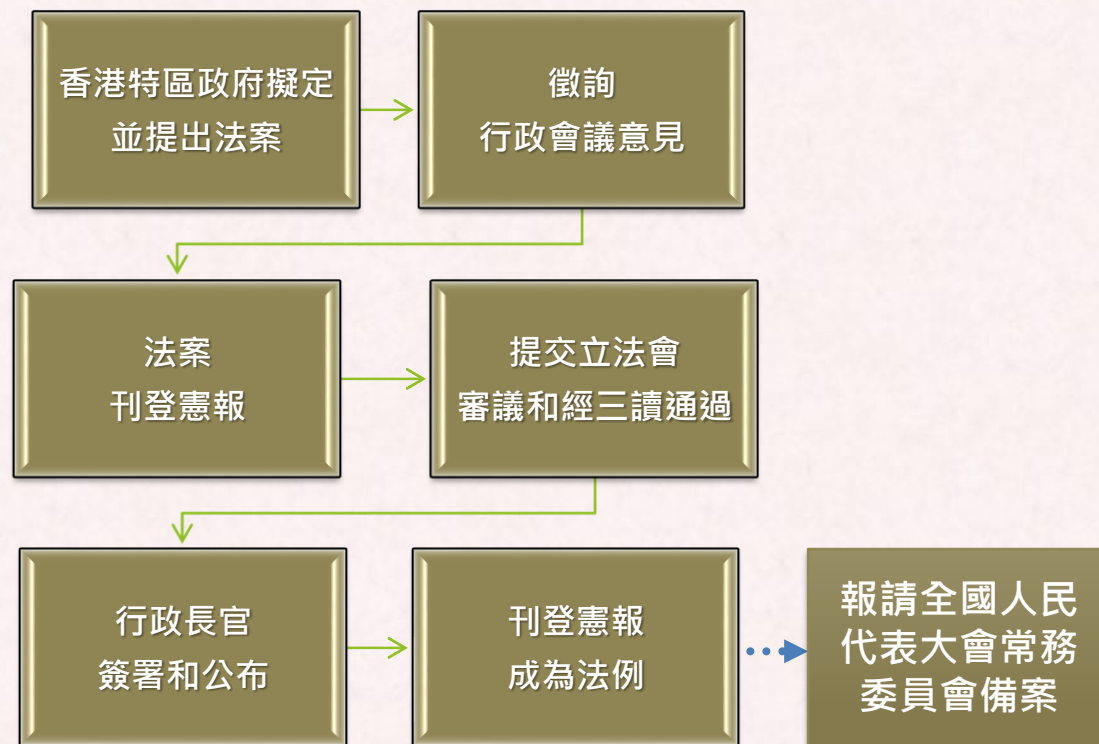 香港特區政府擬定
並提出法案
徵詢
行政會議意見
法案
刊登憲報
提交立法會
審議和經三讀通過
行政長官
簽署和公布
刊登憲報
成為法例
報請全國人民
代表大會常務
委員會備案